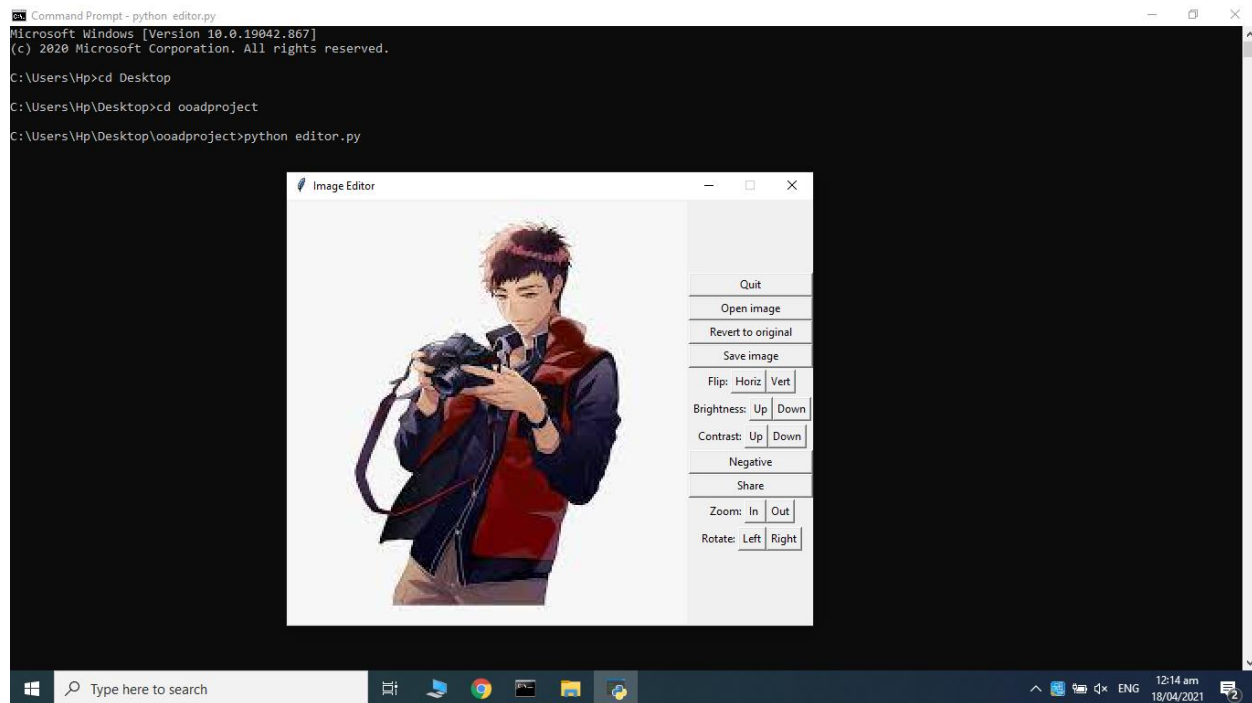 Command Prompt - python editor.py
Microsoft Windows [Version 10.0.19042.867]
(c) 2020 Microsoft Corporation. All rights reserved.
C:\Users\Hp>cd Desktop
C:\Users\Hp\Desktop>cd ooadproject
C:\Users\Hp\Desktop\ooadproject>python editor.py
Image Editor
Quit
Open image
Revert to original
Save image
Flip: Horiz Vert
Brightness: Up Down
Contrast: Up Down
Negative
Share
Zoom: In Out
Rotate: Left Right
Type here to search
ENG
12:14 am
18/04/2021
2